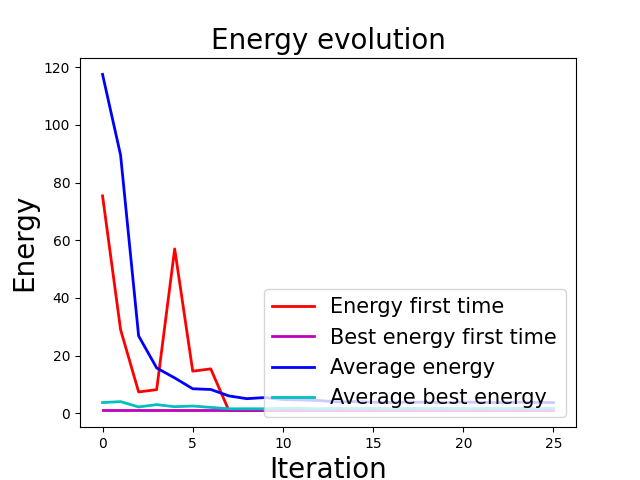 Energy evolution
Energy
120
100
80
60
40
20
0
Energy first time
Best energy first time
Average energy
Average best energy
0 5 10 15 20 25
Iteration